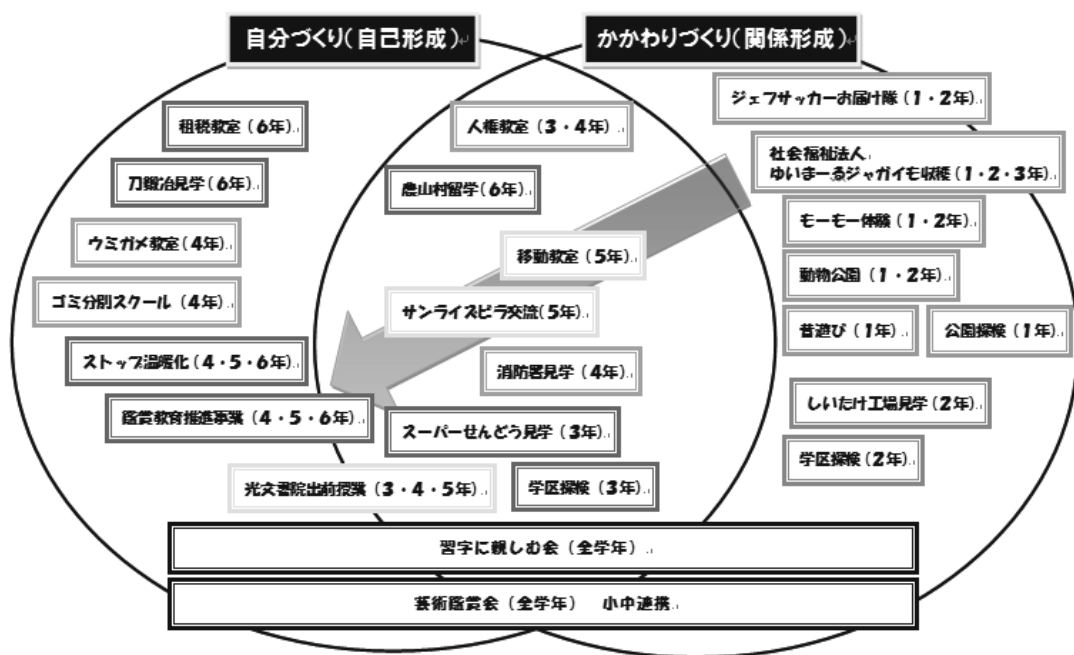 自分づくり(自己形成)
かかわりづくり(関係形成)
租税教室(6年)
刀鍛冶見学(6年)
ウミガメ教室(4年)
ゴミ分別スクール(4年)
ストップ温暖化(4・5・6年)
鑑賞教育推進事業(4・5・6年)
光文書院出前授業(3・4・5年)
人権教室(3・4年)
農山村留学(6年)
移動教室(5年)
サンライズビラ交流(5年)
消防署見学(4年)
スーパーせんどう見学(3年)
学区探検(3年)
ジェフサッカーお届け隊(1・2年)
社会福祉法人
ゆいまーるジャガイモ収穫(1・2・3年)
モーモー体験(1・2年)
動物公園(1・2年)
昔遊び(1年)
公園探検(1年)
しいたけ工場見学(2年)
学区探検(2年)
習字に親しむ会(全学年)
芸術鑑賞会(全学年) 小中連携